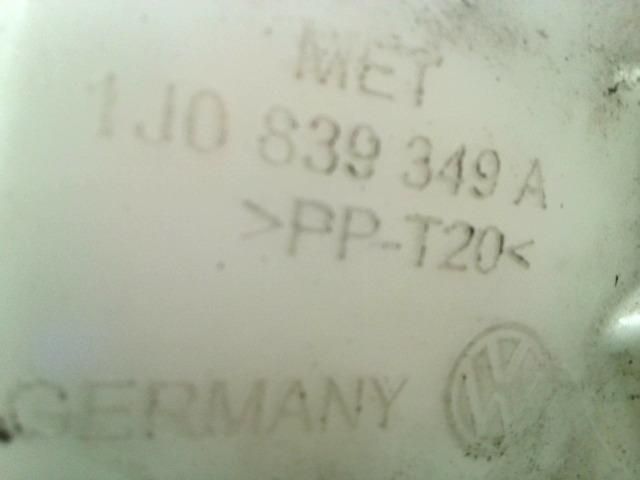 MET
1J0 839 349 A
>PP-T20<
GERMANY